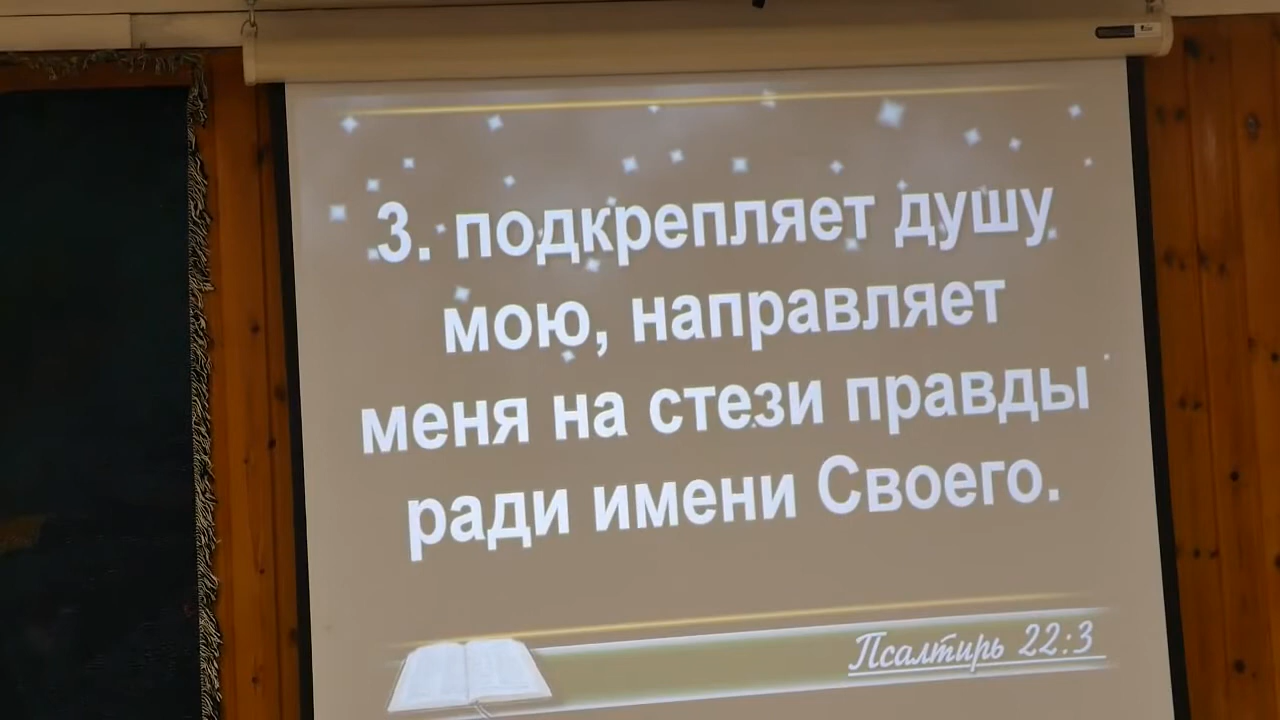 3. подкрепляет душу
мою, направляет
меня на стези правды
ради имени Своего.
Псалтирь 22:3